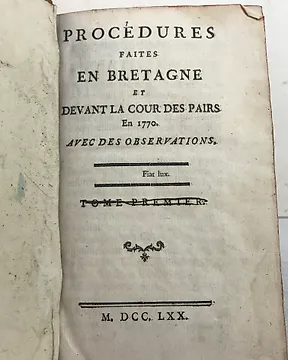 PROCÉDURES
FAITES
EN BRETAGNE
ET
DEVANT LA COUR DES PAIRS
En 1770.
AVEC DES OBSERVATIONS.
Fiat lux.
TOME PREMIER.
M, DCC, LXX.